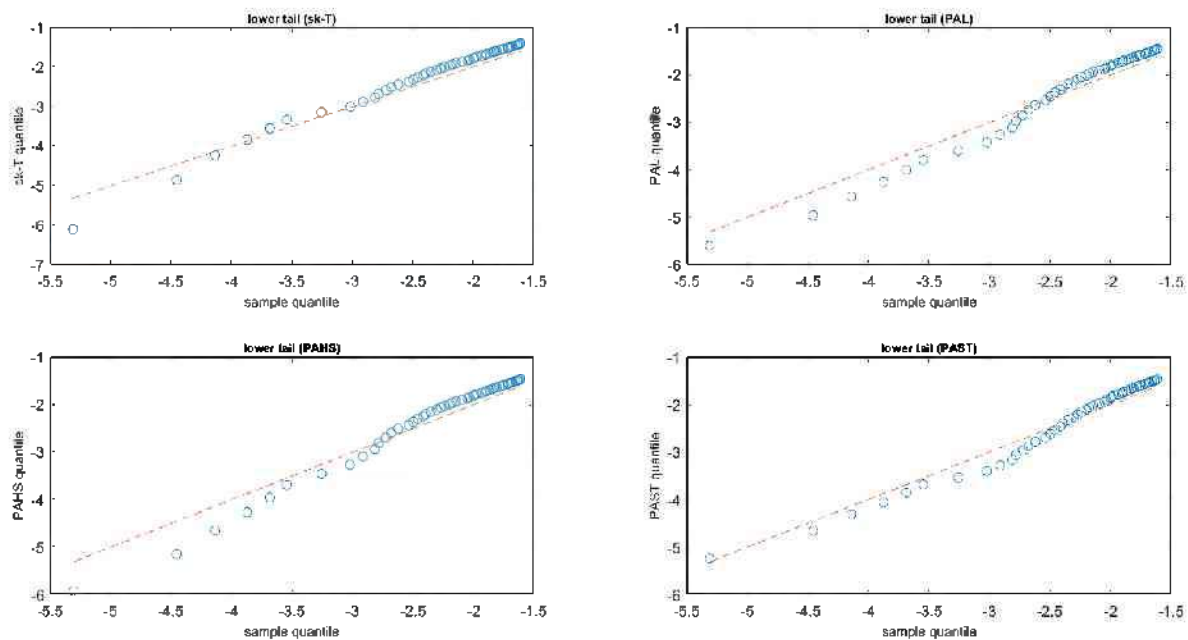 lower tail (sk-T)
-1
-2
-3
-4
-5
-6
-7
sk-T quantile
-5.5 -5 -4.5 -4 -3.5 -3 -2.5 -2 -1.5
sample quantile
lower tail (PAL)
-1
-2
-3
-4
-5
-6
PAL quantile
-5.5 -5 -4.5 -4 -3.5 -3 -2.5 -2 -1.5
sample quantile
lower tail (PAHS)
-1
-2
-3
-4
-5
-6
PAHS quantile
-5.5 -5 -4.5 -4 -3.5 -3 -2.5 -2 -1.5
sample quantile
lower tail (PAST)
-1
-2
-3
-4
-5
-6
PAST quantile
-5.5 -5 -4.5 -4 -3.5 -3 -2.5 -2 -1.5
sample quantile